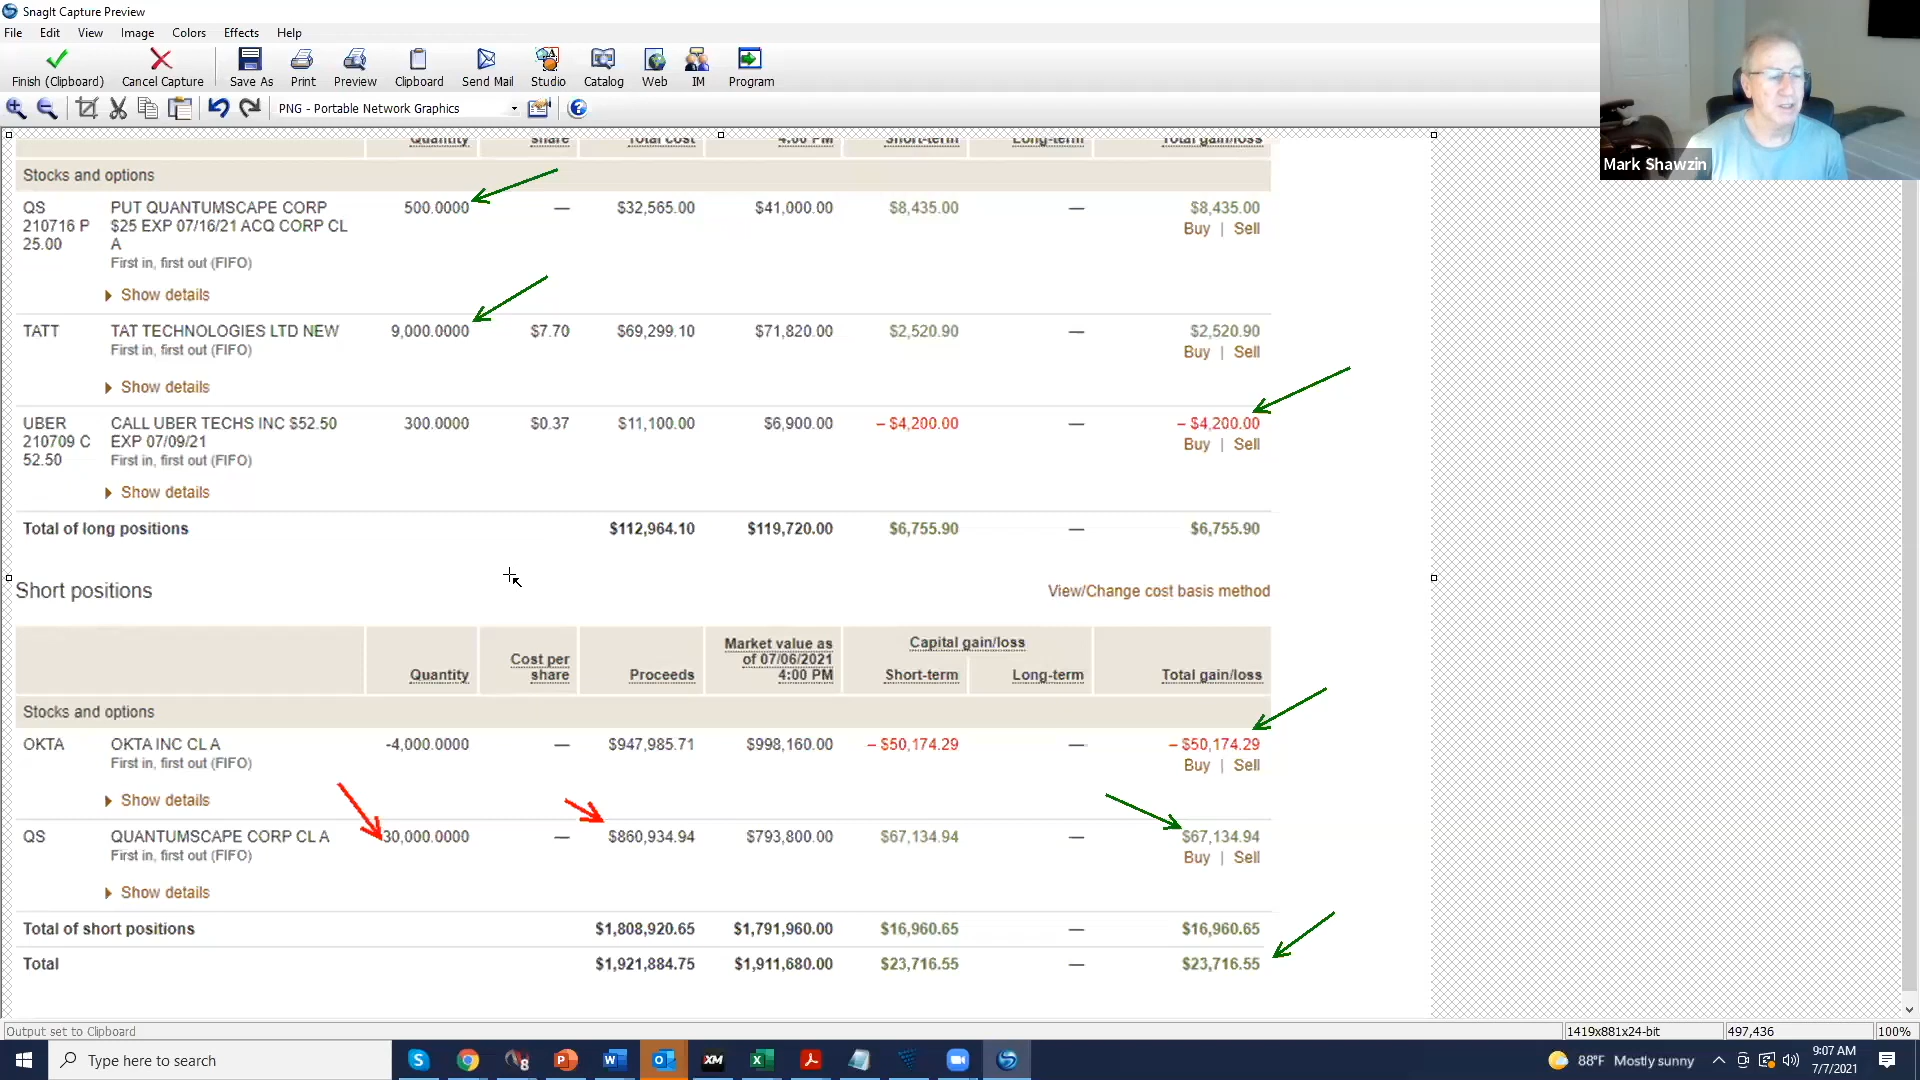 SnagIt Capture Preview
File Edit View Image Colors Effects Help
Finish (Clipboard) Cancel Capture Save As Print Preview Clipboard Send Mail Studio Catalog Web IM Program
PNG - Portable Network Graphics
Mark Shawzin
Quantity share Total cost 4:00 PM Short-term Long-term Total gain/loss
Stocks and options
QS PUT QUANTUMSCAPE CORP 500.0000 — $32,565.00 $41,000.00 $8,435.00 — $8,435.00
210716 P $25 EXP 07/16/21 ACQ CORP CL Buy | Sell
25.00 A
First in, first out (FIFO)
Show details
TATT TAT TECHNOLOGIES LTD NEW 9,000.0000 $7.70 $69,299.10 $71,820.00 $2,520.90 — $2,520.90
First in, first out (FIFO) Buy | Sell
Show details
UBER CALL UBER TECHS INC $52.50 300.0000 $0.37 $11,100.00 $6,900.00 – $4,200.00 — – $4,200.00
210709 C EXP 07/09/21 Buy | Sell
52.50 First in, first out (FIFO)
Show details
Total of long positions $112,964.10 $119,720.00 $6,755.90 — $6,755.90
Short positions View/Change cost basis method
Quantity Cost per share Proceeds Market value as of 07/06/2021 4:00 PM Capital gain/loss Short-term Long-term Total gain/loss
Stocks and options
OKTA OKTA INC CL A -4,000.0000 — $947,985.71 $998,160.00 – $50,174.29 — – $50,174.29
First in, first out (FIFO) Buy | Sell
Show details
QS QUANTUMSCAPE CORP CL A 30,000.0000 — $860,934.94 $793,800.00 $67,134.94 — $67,134.94
First in, first out (FIFO) Buy | Sell
Show details
Total of short positions $1,808,920.65 $1,791,960.00 $16,960.65 — $16,960.65
Total $1,921,884.75 $1,911,680.00 $23,716.55 — $23,716.55
Output set to Clipboard 1419x881x24-bit 497,436 100%
Type here to search 88°F Mostly sunny 9:07 AM
7/7/2021